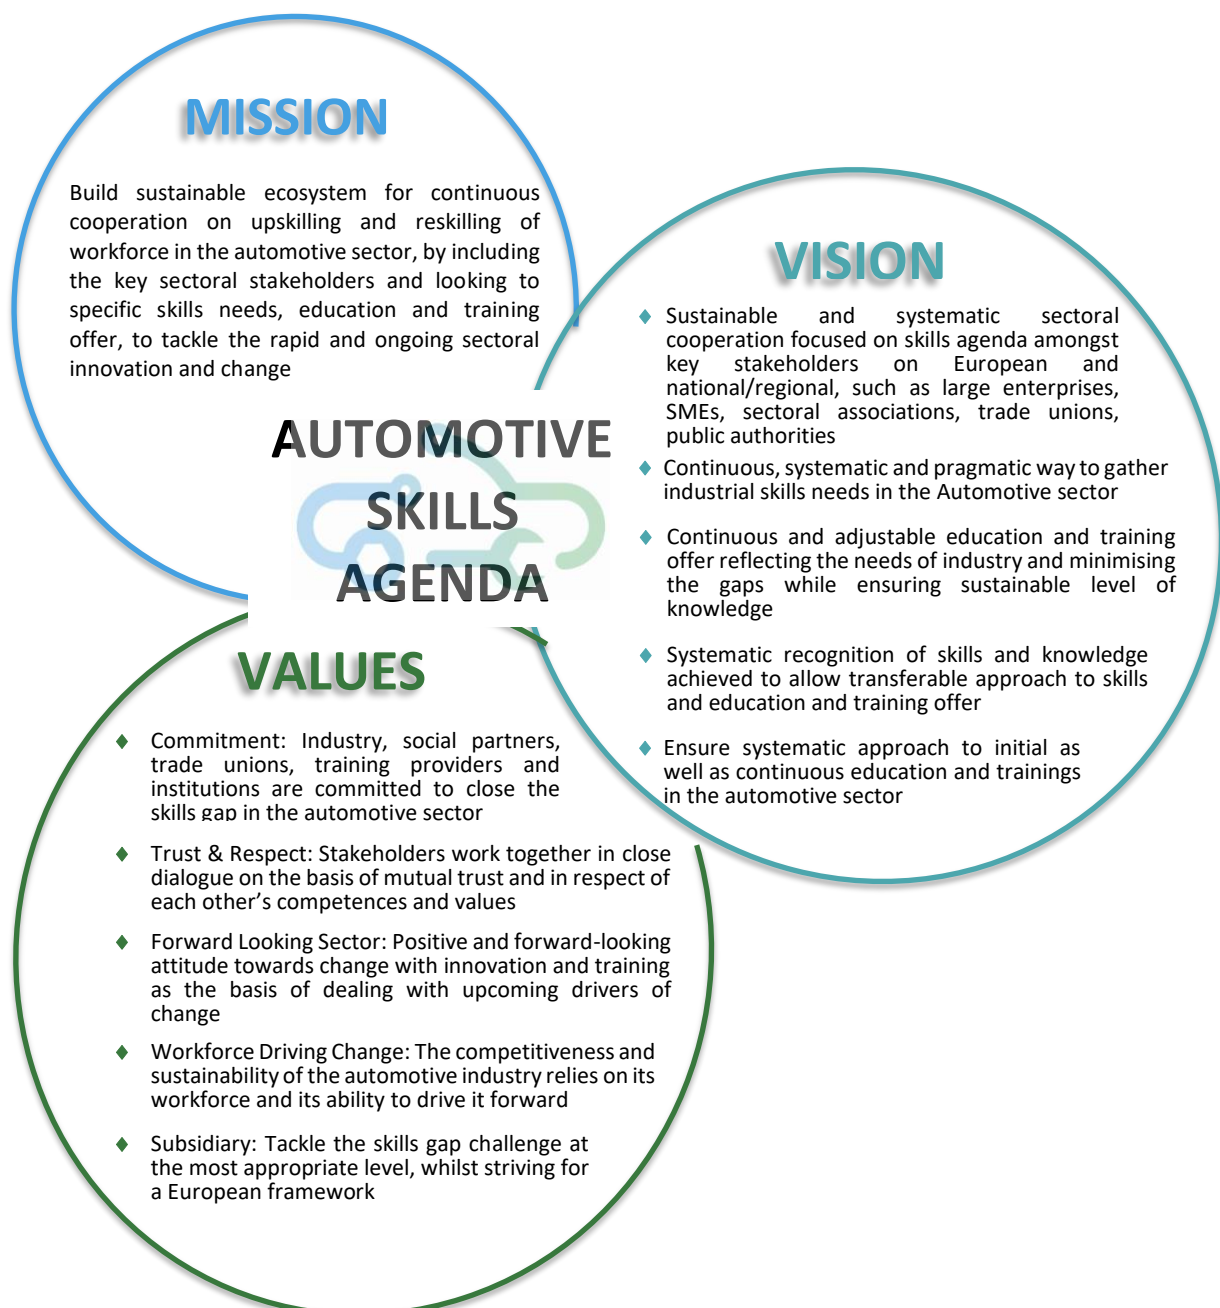 MISSION
Build sustainable ecosystem for continuous
cooperation on upskilling and reskilling of
workforce in the automotive sector, by including
the key sectoral stakeholders and looking to
specific skills needs, education and training
offer, to tackle the rapid and ongoing sectoral
innovation and change
VISION
♦ Sustainable and systematic sectoral
cooperation focused on skills agenda amongst
key stakeholders on European and
national/regional, such as large enterprises,
SMEs, sectoral associations, trade unions,
public authorities
♦ Continuous, systematic and pragmatic way to gather
industrial skills needs in the Automotive sector
♦ Continuous and adjustable education and training
offer reflecting the needs of industry and minimising
the gaps while ensuring sustainable level of
knowledge
♦ Systematic recognition of skills and knowledge
achieved to allow transferable approach to skills
and education and training offer
♦ Ensure systematic approach to initial as
well as continuous education and trainings
in the automotive sector
AUTOMOTIVE
SKILLS
AGENDA
VALUES
♦ Commitment: Industry, social partners,
trade unions, training providers and
institutions are committed to close the
skills gap in the automotive sector
♦ Trust & Respect: Stakeholders work together in close
dialogue on the basis of mutual trust and in respect of
each other’s competences and values
♦ Forward Looking Sector: Positive and forward-looking
attitude towards change with innovation and training
as the basis of dealing with upcoming drivers of
change
♦ Workforce Driving Change: The competitiveness and
sustainability of the automotive industry relies on its
workforce and its ability to drive it forward
♦ Subsidiary: Tackle the skills gap challenge at
the most appropriate level, whilst striving for
a European framework